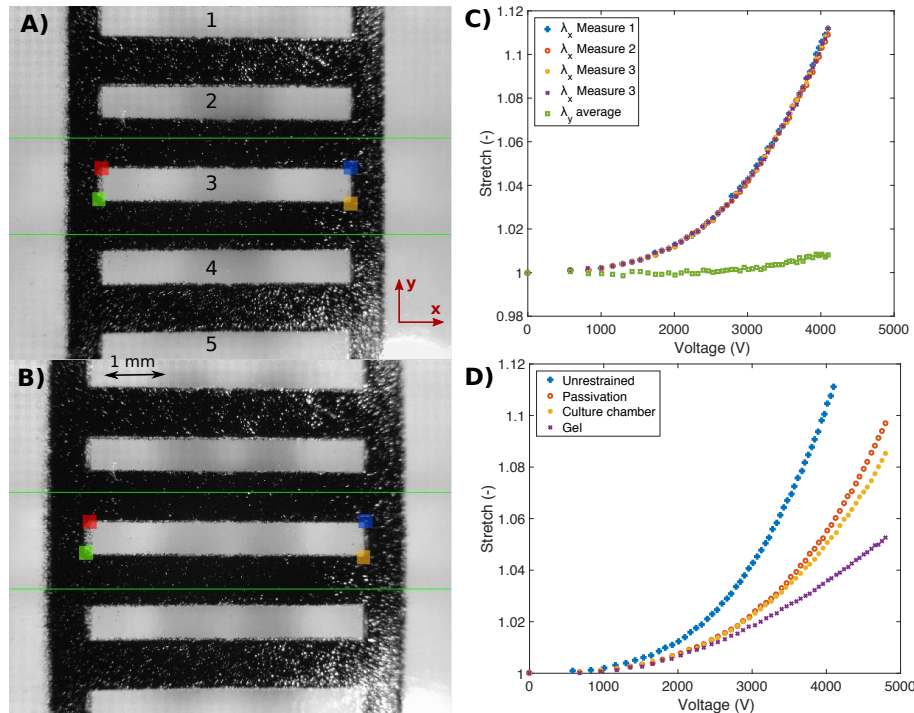 A)
1
2
3
4
5
y
x
B)
1 mm
C)
λx Measure 1
λx Measure 2
λx Measure 3
λx Measure 3
λy average
1.12
1.1
1.08
1.06
1.04
1.02
1
0.98
Stretch (-)
0 1000 2000 3000 4000 5000
Voltage (V)
D)
Unrestrained
Passivation
Culture chamber
Gel
1.12
1.1
1.08
1.06
1.04
1.02
1
Stretch (-)
0 1000 2000 3000 4000 5000
Voltage (V)